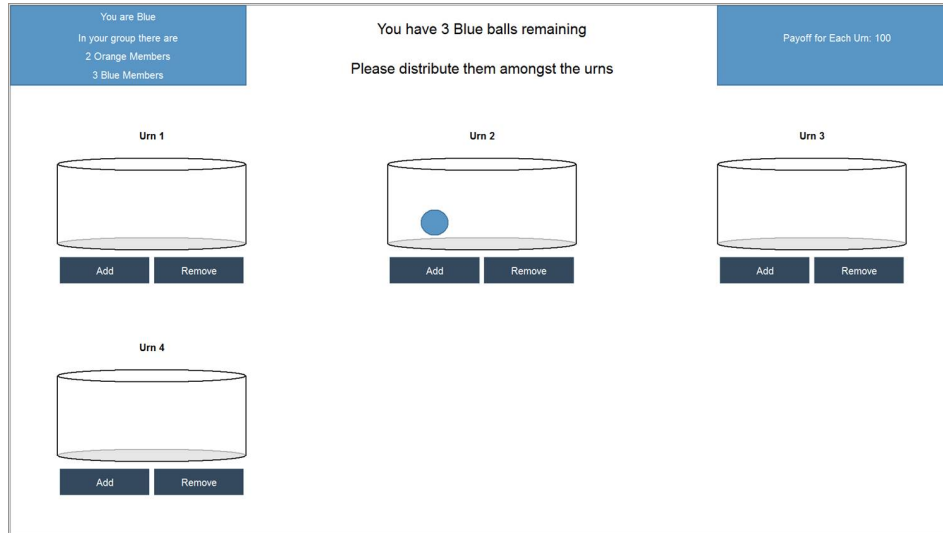 You are Blue
In your group there are
2 Orange Members
3 Blue Members
You have 3 Blue balls remaining
Please distribute them amongst the urns
Payoff for Each Urn: 100
Urn 1
Urn 2
Urn 3
Add Remove
Add Remove
Add Remove
Urn 4
Add Remove